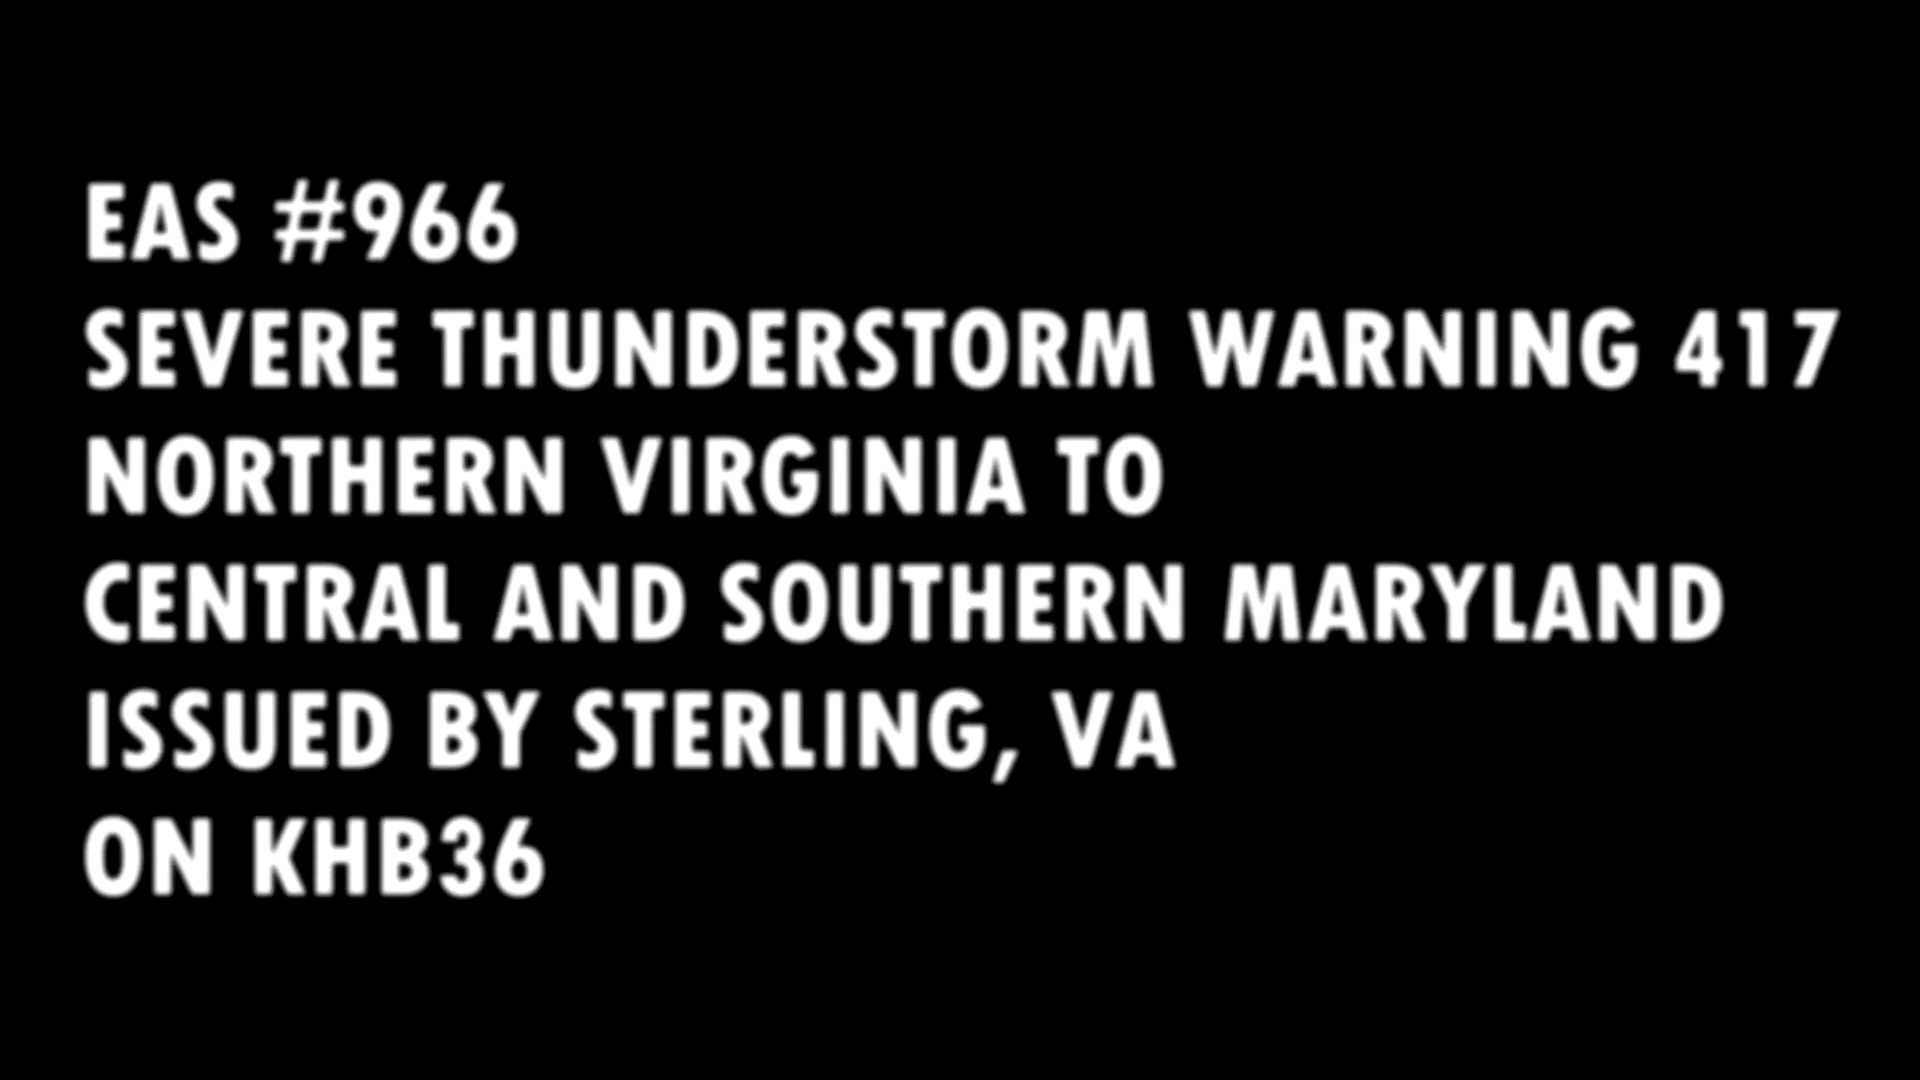 EAS #966
SEVERE THUNDERSTORM WARNING 417
NORTHERN VIRGINIA TO
CENTRAL AND SOUTHERN MARYLAND
ISSUED BY STERLING, VA
ON KHB36